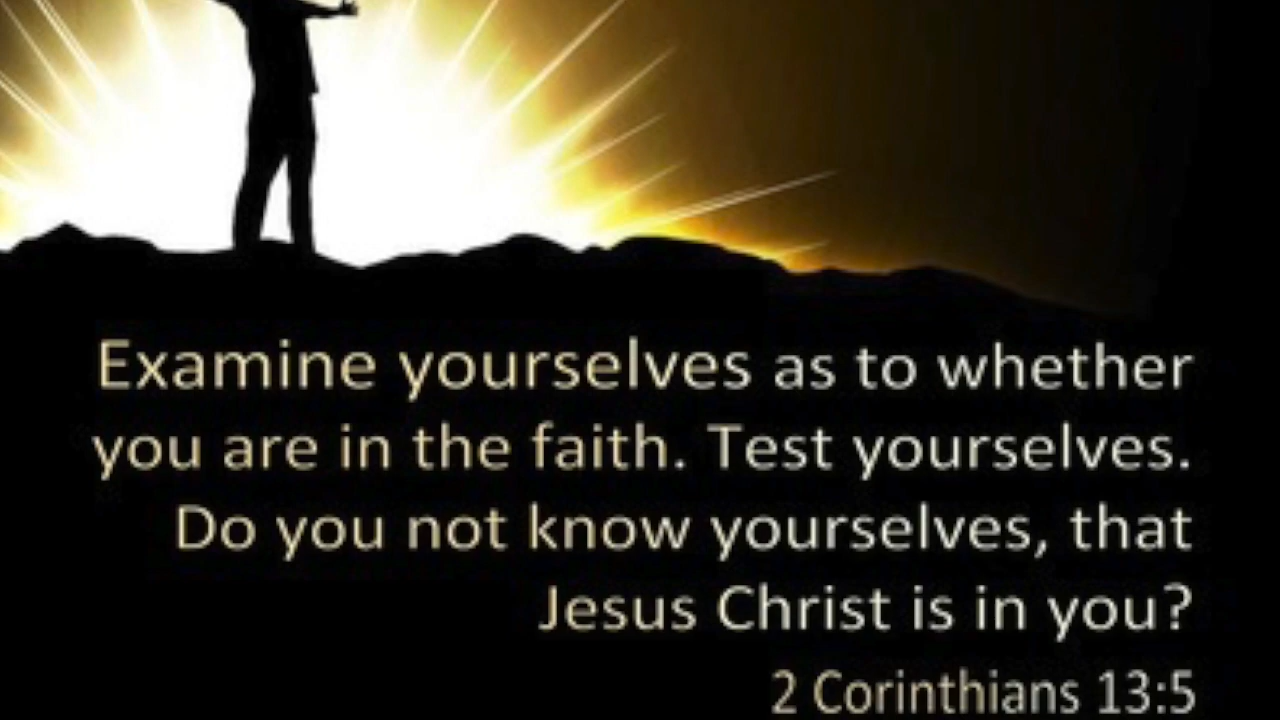 Examine yourselves as to whether
you are in the faith. Test yourselves.
Do you not know yourselves, that
Jesus Christ is in you?
2 Corinthians 13:5